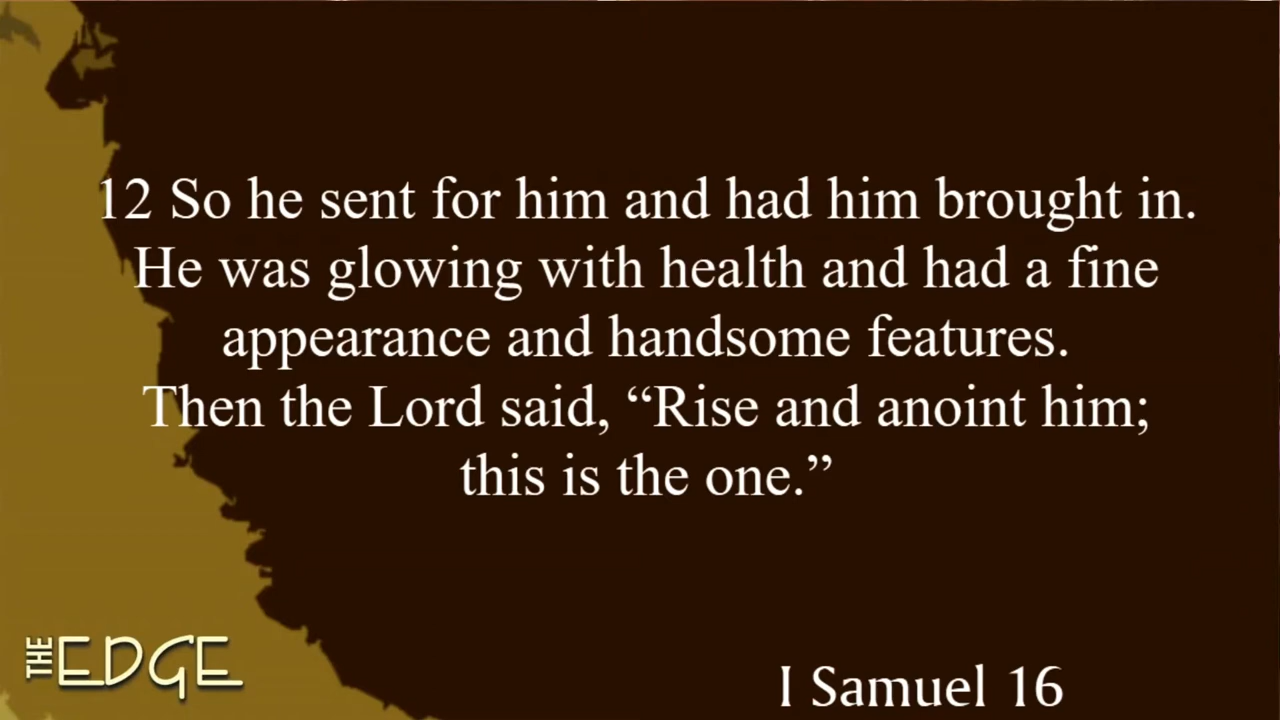 12 So he sent for him and had him brought in.
He was glowing with health and had a fine
appearance and handsome features.
Then the Lord said, “Rise and anoint him;
this is the one.”
THE EDGE
I Samuel 16